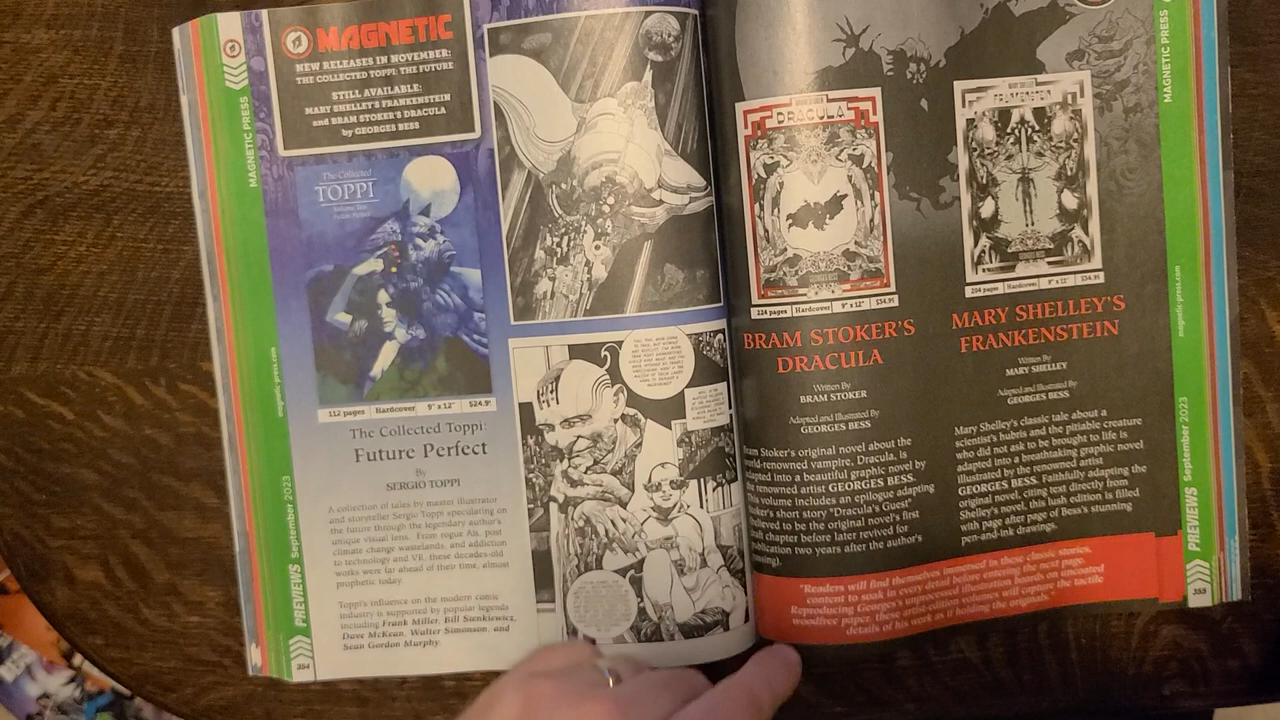 MAGNETIC
NEW RELEASES IN NOVEMBER:
THE COLLECTED TOPPI: THE FUTURE
STILL AVAILABLE:
MARY SHELLEY'S FRANKENSTEIN
and BRAM STOKER'S DRACULA
by GEORGES BESS
MAGNETIC PRESS
magnetic-press.com
PREVIEWS September 2023
354
The Collected
TOPPI
112 pages Hardcover 9" x 12"
The Collected Toppi:
Future Perfect
By
SERGIO TOPPI
A collection of tales by master illustrator
and storyteller Sergio Toppi speculating on
the future through the legendary author's
unique visual lens. From rogue AIs, post
climate change wastelands, and addiction
to technology and VR, these decades-old
works were far ahead of their time, almost
prophetic today.
Toppi's influence on the modern comic
industry is supported by popular legends
including Frank Miller, Bill Sienkiewicz,
Dave McKean, Walter Simonson, and
Sean Gordon Murphy.
DRACULA
GEORGES BESS
224 pages Hardcover 9" x 12" $34.99
BRAM STOKER'S
DRACULA
Written By
BRAM STOKER
Adapted and Illustrated By
GEORGES BESS
Stoker's original novel about the
renowned vampire, Dracula, is
adapted into a beautiful graphic novel by
renowned artist GEORGES BESS.
This volume includes an epilogue adapting
short story "Dracula's Guest"
believed to be the original novel's first
chapter before later revived for
publication two years after the author's
MARY SHELLEY'S
FRANKENSTEIN
204 pages Hardcover 9" x 12" $34.99
MARY SHELLEY'S
FRANKENSTEIN
Written By
MARY SHELLEY
Adapted and Illustrated By
GEORGES BESS
Mary Shelley's classic tale about a
scientist's hubris and the pitiable creature
who did not ask to be brought to life is
adapted into a breathtaking graphic novel
illustrated by the renowned artist
GEORGES BESS. Faithfully adapting the
original novel, citing text directly from
Shelley's novel, this lush edition is filled
with page after page of Bess's stunning
pen-and-ink drawings.
"Readers will find themselves immersed in these classic stories,
content to soak in every detail before entering the next page.
Reproducing Georges's unprocessed illustration boards on uncoated
woodfree paper, these artist-edition volumes will capture the tactile
details of his work as if holding the originals."
MAGNETIC PRESS
magnetic-press.com
PREVIEWS September 2023
355